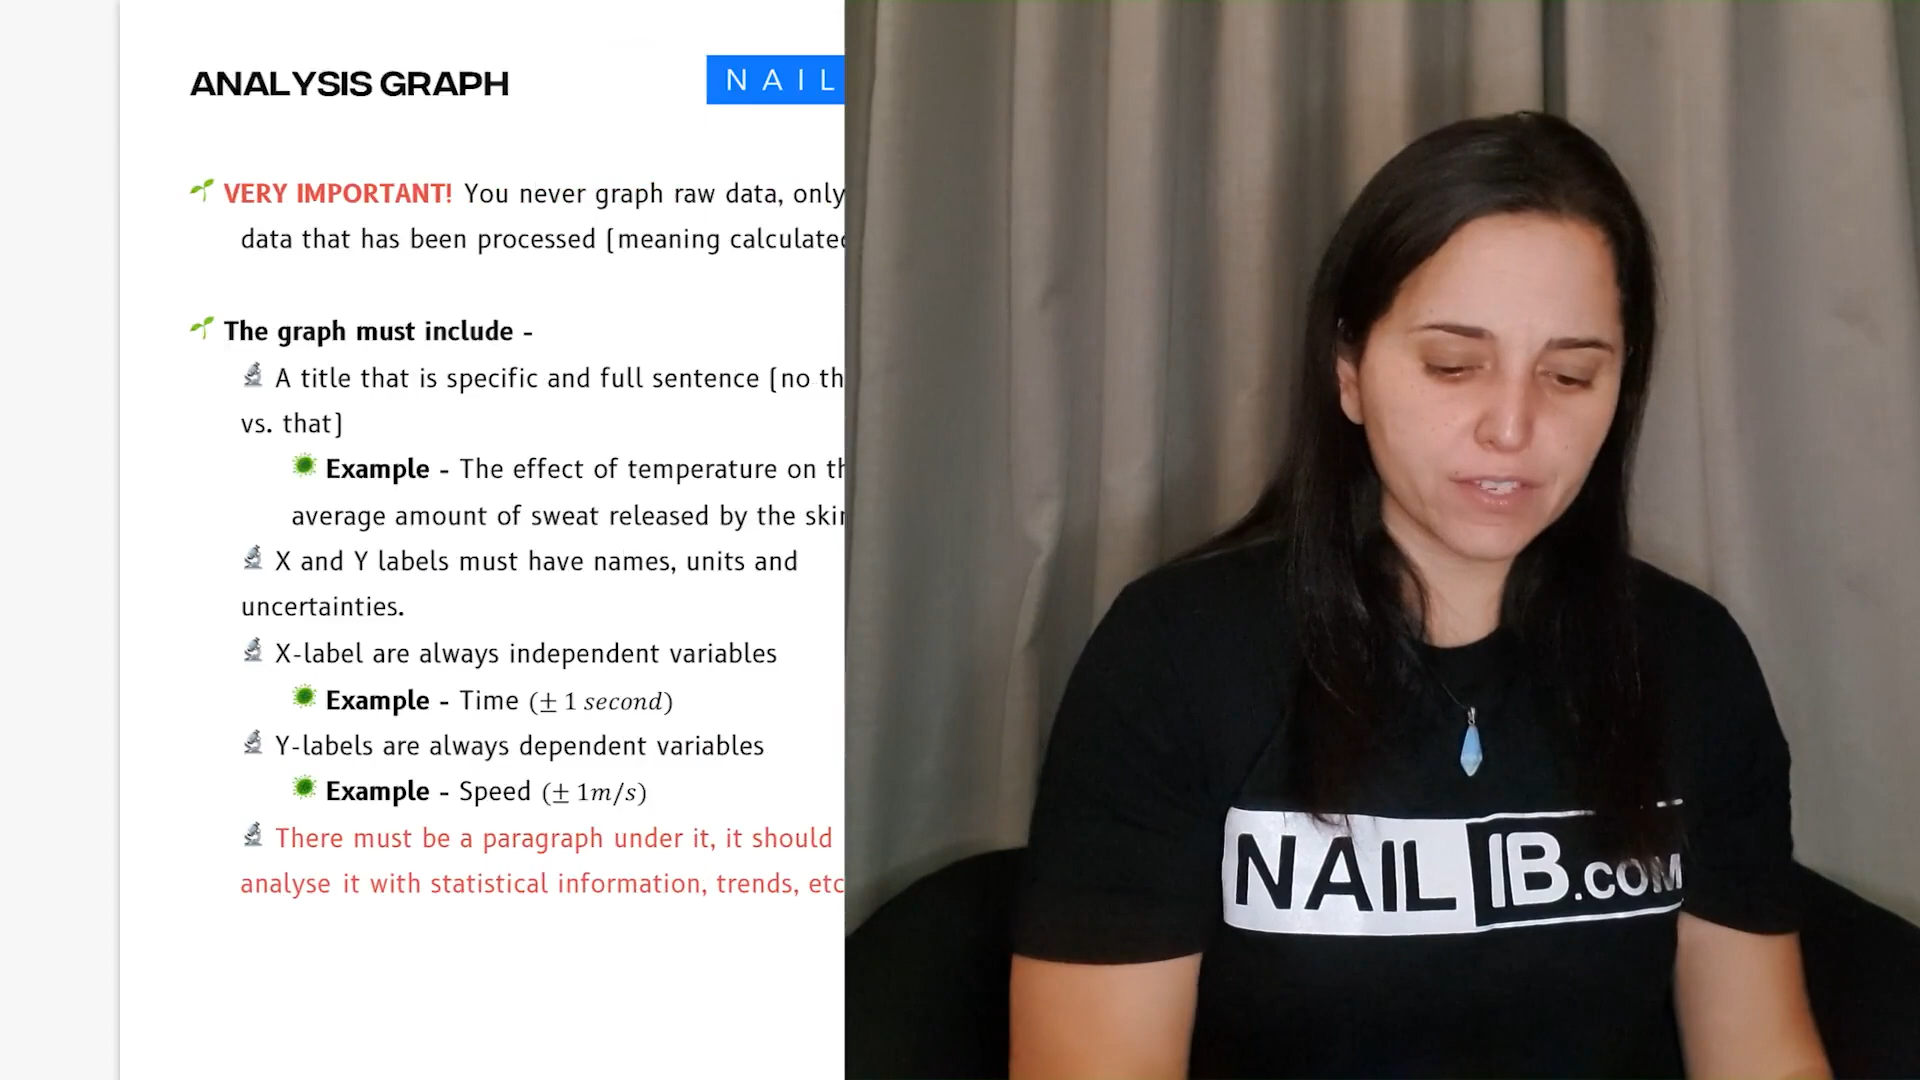 ANALYSIS GRAPH
NAIL
VERY IMPORTANT! You never graph raw data, only
data that has been processed [meaning calculated
The graph must include -
A title that is specific and full sentence [no th
vs. that]
Example - The effect of temperature on th
average amount of sweat released by the skin
X and Y labels must have names, units and
uncertainties.
X-label are always independent variables
Example - Time (± 1 second)
Y-labels are always dependent variables
Example - Speed (± 1m/s)
There must be a paragraph under it, it should
analyse it with statistical information, trends, etc
NAIL IB.COM